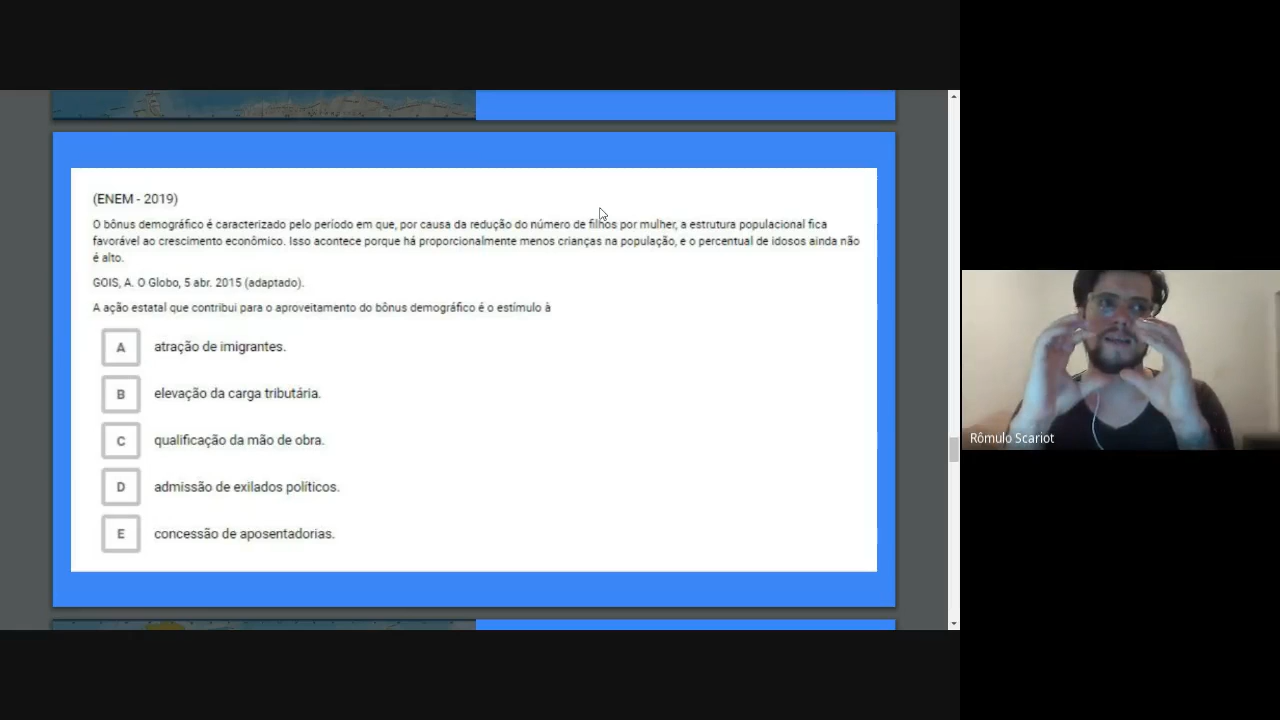 (ENEM - 2019)
O bônus demográfico é caracterizado pelo período em que, por causa da redução do número de filhos por mulher, a estrutura populacional fica
favorável ao crescimento econômico. Isso acontece porque há proporcionalmente menos crianças na população, e o percentual de idosos ainda não
é alto.
GOIS, A. O Globo, 5 abr. 2015 (adaptado).
A ação estatal que contribui para o aproveitamento do bônus demográfico é o estímulo à
A atração de imigrantes.
B elevação da carga tributária.
C qualificação da mão de obra.
D admissão de exilados políticos.
E concessão de aposentadorias.
Rômulo Scariot